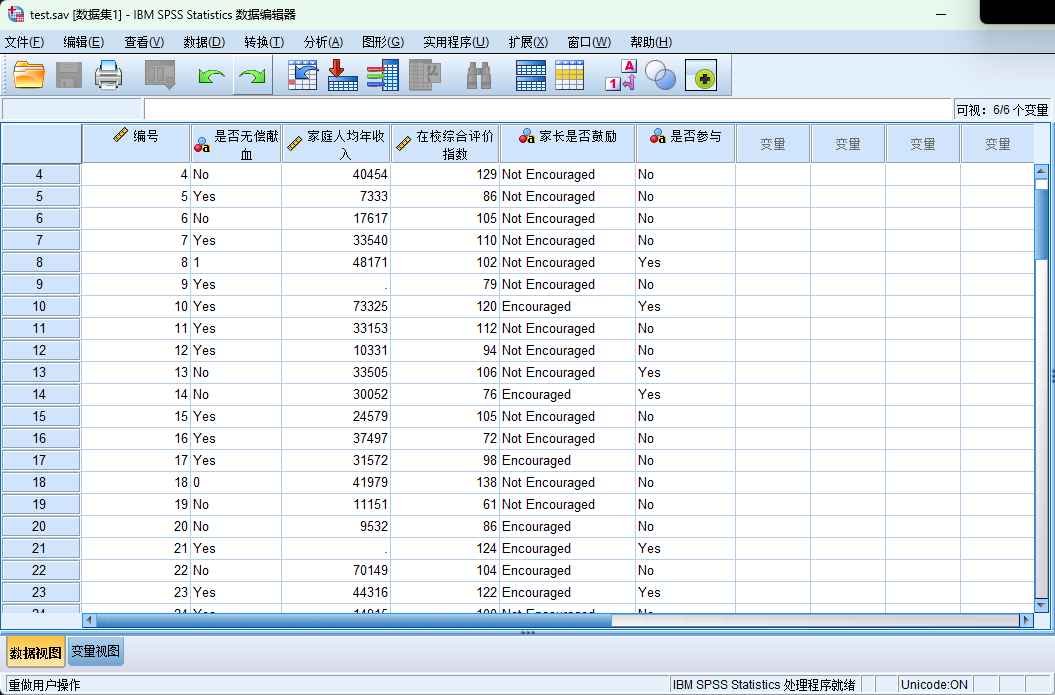 test.sav [数据集1] - IBM SPSS Statistics 数据编辑器
文件(F) 编辑(E) 查看(V) 数据(D) 转换(T) 分析(A) 图形(G) 实用程序(U) 扩展(X) 窗口(W) 帮助(H)
1 A
可视: 6/6 个变量
编号 是否无偿献血 家庭人均年收入 在校综合评价指数 家长是否鼓励 是否参与 变量 变量 变量 变量
4 4 No 40454 129 Not Encouraged No
5 5 Yes 7333 86 Not Encouraged No
6 6 No 17617 105 Not Encouraged No
7 7 Yes 33540 110 Not Encouraged No
8 8 1 48171 102 Not Encouraged Yes
9 9 Yes . 79 Not Encouraged No
10 10 Yes 73325 120 Encouraged Yes
11 11 Yes 33153 112 Not Encouraged No
12 12 Yes 10331 94 Not Encouraged No
13 13 No 33505 106 Not Encouraged Yes
14 14 No 30052 76 Encouraged Yes
15 15 Yes 24579 105 Not Encouraged No
16 16 Yes 37497 72 Not Encouraged No
17 17 Yes 31572 98 Encouraged No
18 18 0 41979 138 Not Encouraged No
19 19 No 11151 61 Not Encouraged No
20 20 No 9532 86 Encouraged No
21 21 Yes . 124 Encouraged Yes
22 22 No 70149 104 Encouraged No
23 23 Yes 44316 122 Encouraged Yes
24 24 Yes Not Encouraged No
数据视图 变量视图
重做用户操作 IBM SPSS Statistics 处理程序就绪 Unicode:ON